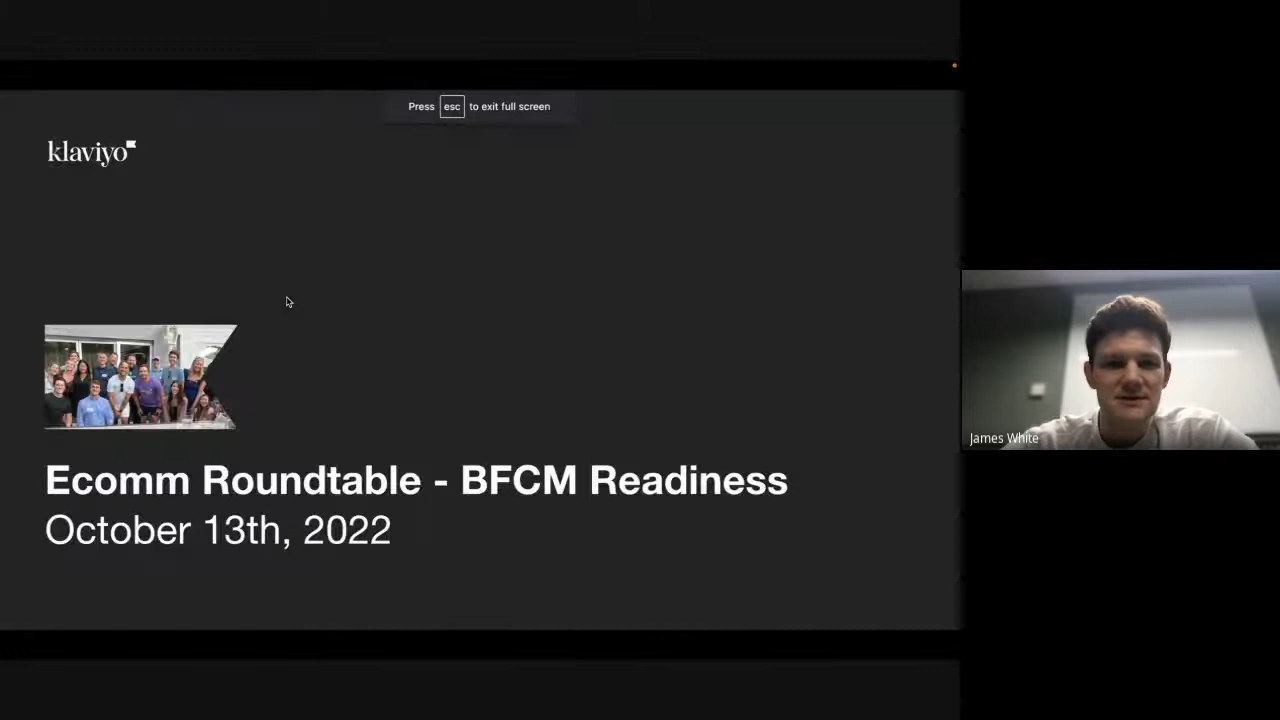 Press esc to exit full screen
klaviyo
Ecomm Roundtable - BFCM Readiness
October 13th, 2022
James White